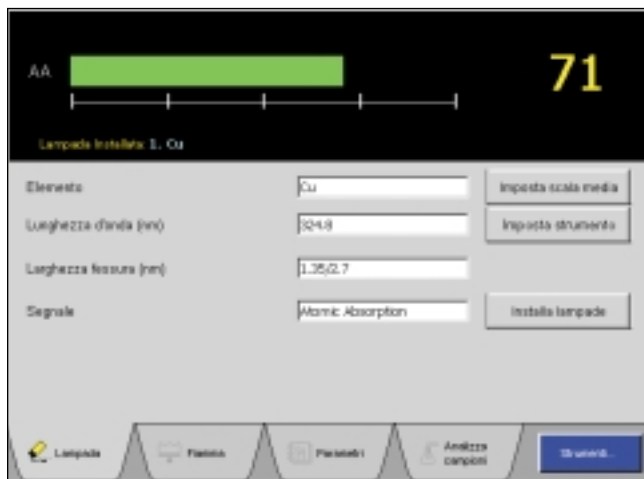 AA 71
Lampada Installata: 1. Cu
Elemento Cu Imposta scala media
Lunghezza d'onda (nm) 324.8 Imposta strumento
Larghezza fessura (nm) 1.35/2.7
Segnale Atomic Absorption Installa lampade
Lampada Fiamma Parametri Analizza campioni Strumenti...